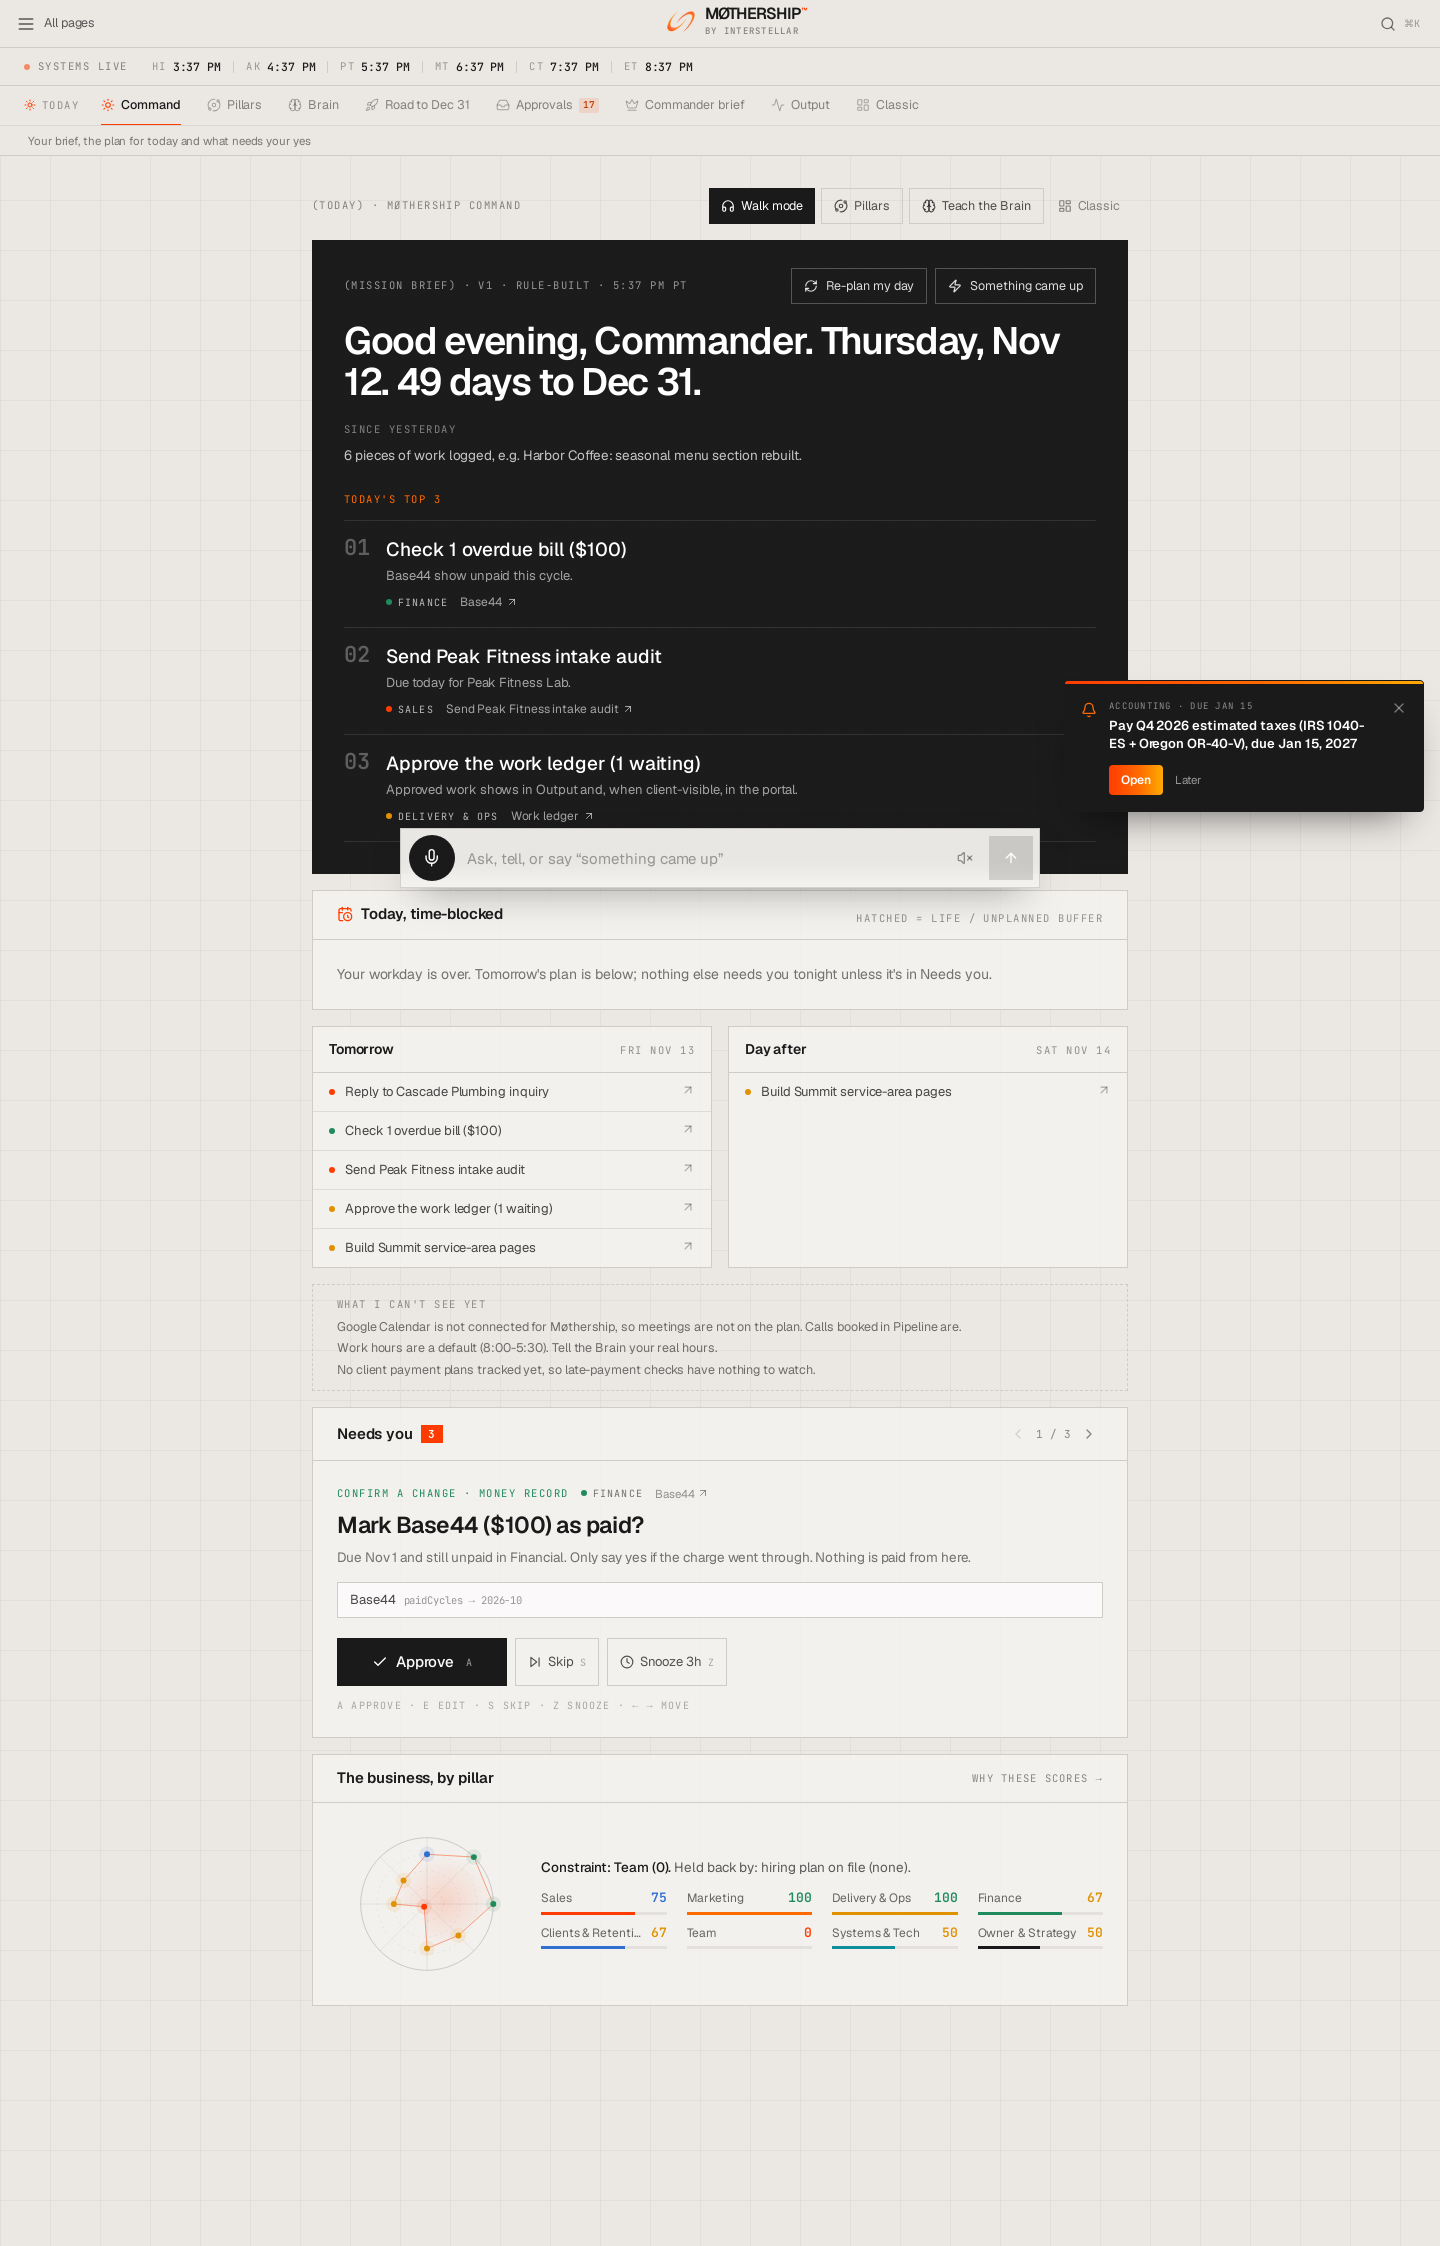 All pages
MØTHERSHIP™
BY INTERSTELLAR
⌘K
SYSTEMS LIVE HI 3:37 PM AK 4:37 PM PT 5:37 PM MT 6:37 PM CT 7:37 PM ET 8:37 PM
TODAY Command Pillars Brain Road to Dec 31 Approvals 17 Commander brief Output Classic
Your brief, the plan for today and what needs your yes
(TODAY) · MØTHERSHIP COMMAND
Walk mode Pillars Teach the Brain Classic
(MISSION BRIEF) · V1 · RULE-BUILT · 5:37 PM PT
Re-plan my day Something came up
Good evening, Commander. Thursday, Nov
12. 49 days to Dec 31.
SINCE YESTERDAY
6 pieces of work logged, e.g. Harbor Coffee: seasonal menu section rebuilt.
TODAY'S TOP 3
01 Check 1 overdue bill ($100)
Base44 show unpaid this cycle.
FINANCE Base44
02 Send Peak Fitness intake audit
Due today for Peak Fitness Lab.
SALES Send Peak Fitness intake audit
03 Approve the work ledger (1 waiting)
Approved work shows in Output and, when client-visible, in the portal.
DELIVERY & OPS Work ledger
ACCOUNTING · DUE JAN 15
Pay Q4 2026 estimated taxes (IRS 1040-
ES + Oregon OR-40-V), due Jan 15, 2027
Open Later
Ask, tell, or say “something came up”
Today, time-blocked
HATCHED = LIFE / UNPLANNED BUFFER
Your workday is over. Tomorrow's plan is below; nothing else needs you tonight unless it's in Needs you.
Tomorrow FRI NOV 13
Reply to Cascade Plumbing inquiry
Check 1 overdue bill ($100)
Send Peak Fitness intake audit
Approve the work ledger (1 waiting)
Build Summit service-area pages
Day after SAT NOV 14
Build Summit service-area pages
WHAT I CAN'T SEE YET
Google Calendar is not connected for Møthership, so meetings are not on the plan. Calls booked in Pipeline are.
Work hours are a default (8:00-5:30). Tell the Brain your real hours.
No client payment plans tracked yet, so late-payment checks have nothing to watch.
Needs you 3
1 / 3
CONFIRM A CHANGE · MONEY RECORD FINANCE Base44
Mark Base44 ($100) as paid?
Due Nov 1 and still unpaid in Financial. Only say yes if the charge went through. Nothing is paid from here.
Base44 paidCycles → 2026-10
Approve A Skip S Snooze 3h Z
A APPROVE · E EDIT · S SKIP · Z SNOOZE · ← → MOVE
The business, by pillar
WHY THESE SCORES →
Constraint: Team (0). Held back by: hiring plan on file (none).
Sales 75 Marketing 100 Delivery & Ops 100 Finance 67
Clients & Retenti... 67 Team 0 Systems & Tech 50 Owner & Strategy 50